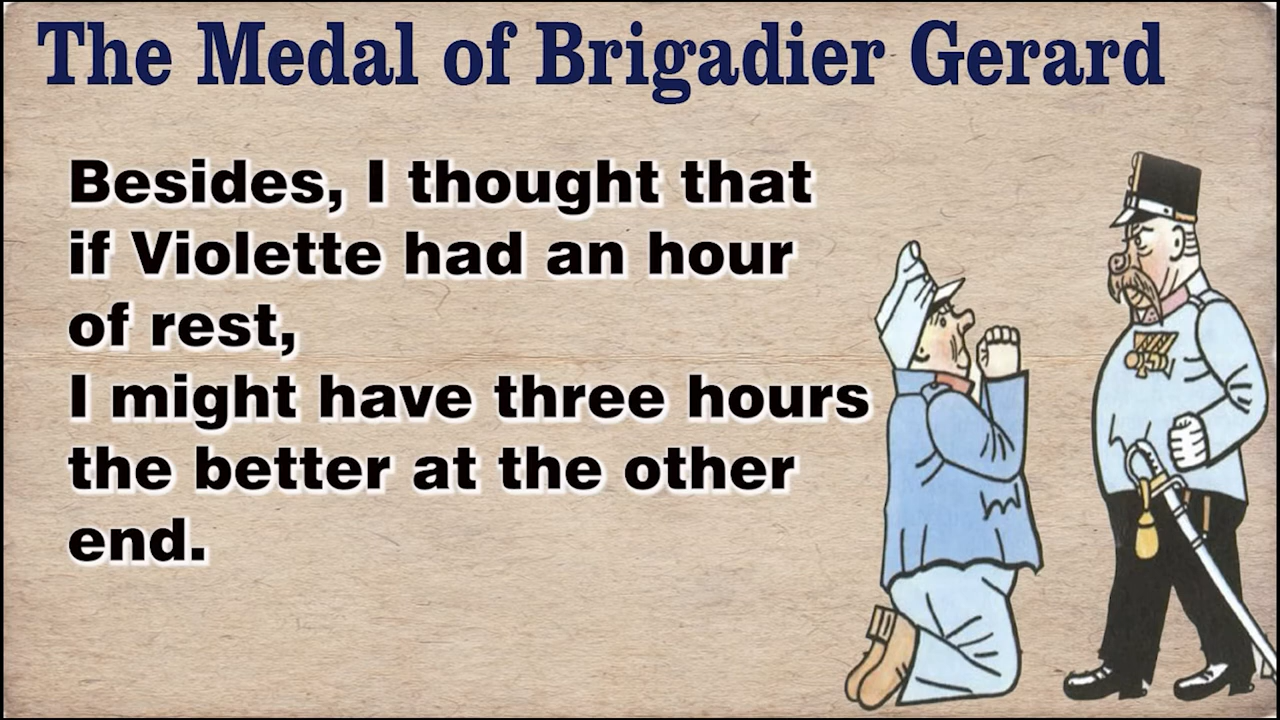 The Medal of Brigadier Gerard
Besides, I thought that
if Violette had an hour
of rest,
I might have three hours
the better at the other
end.